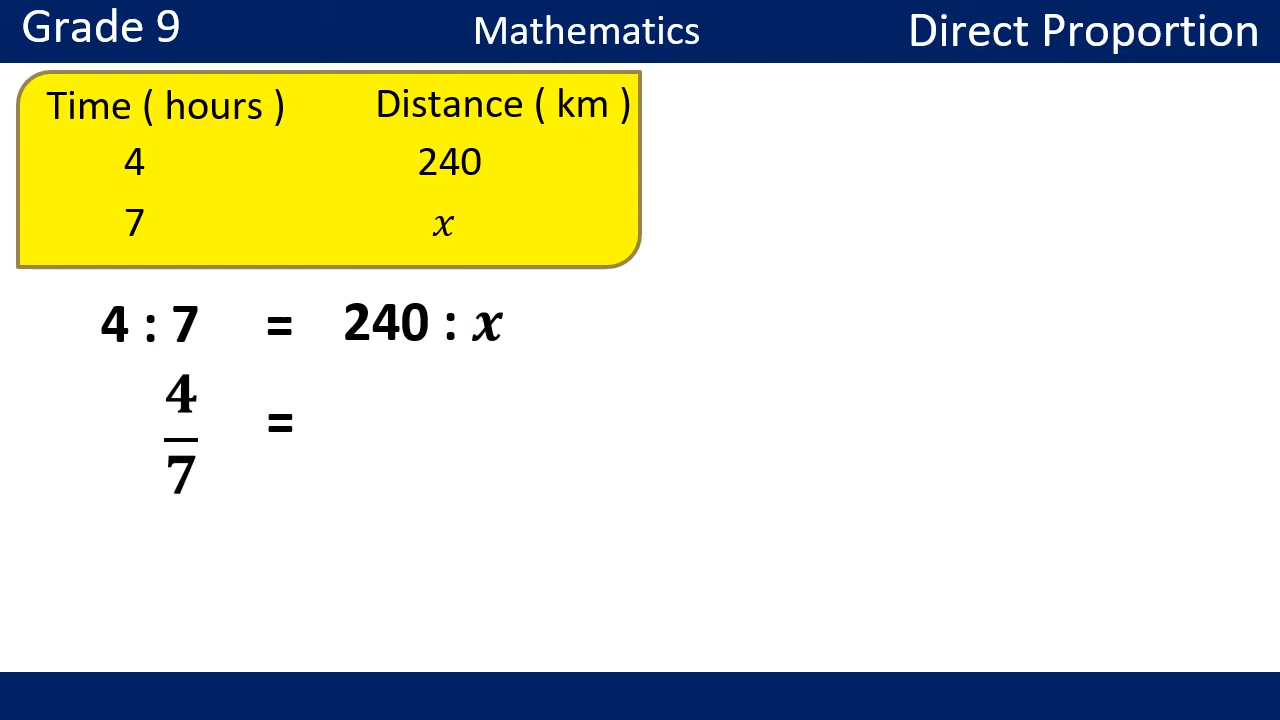 Grade 9 Mathematics Direct Proportion
Time ( hours ) Distance ( km )
4 240
7 x
4 : 7 = 240 : x
4/7 =